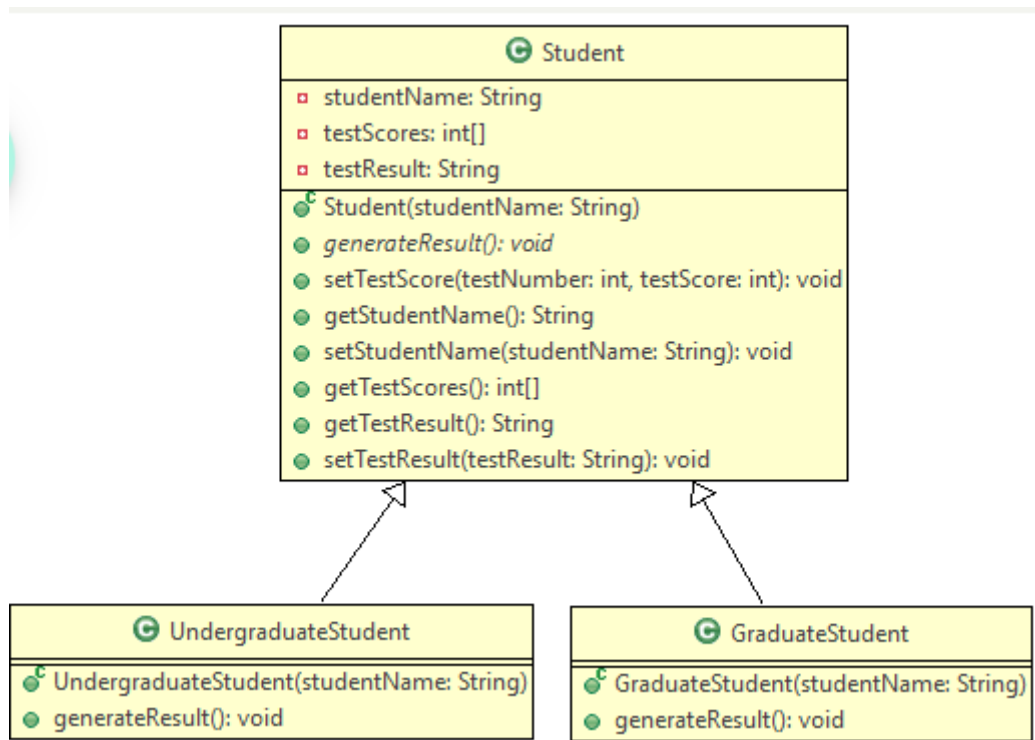 Student
studentName: String
testScores: int[]
testResult: String
Student(studentName: String)
generateResult(): void
setTestScore(testNumber: int, testScore: int): void
getStudentName(): String
setStudentName(studentName: String): void
getTestScores(): int[]
getTestResult(): String
setTestResult(testResult: String): void
UndergraduateStudent
UndergraduateStudent(studentName: String)
generateResult(): void
GraduateStudent
GraduateStudent(studentName: String)
generateResult(): void